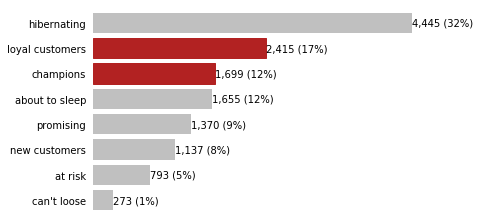 hibernating 4,445 (32%)
loyal customers 2,415 (17%)
champions 1,699 (12%)
about to sleep 1,655 (12%)
promising 1,370 (9%)
new customers 1,137 (8%)
at risk 793 (5%)
can't loose 273 (1%)